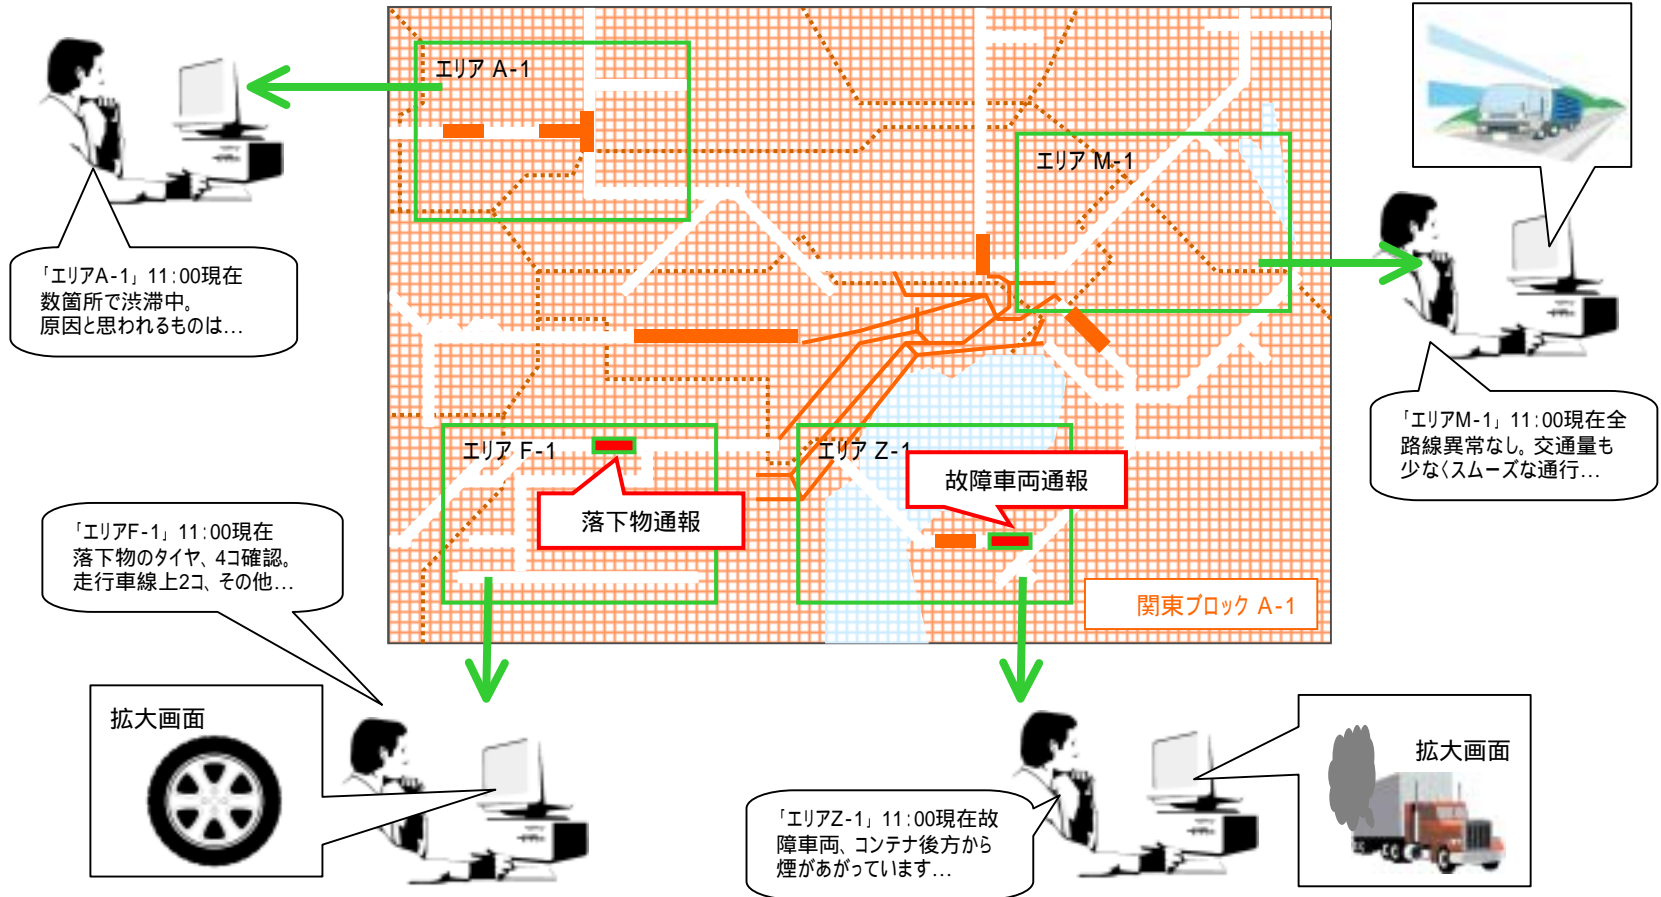 エリア A-1
エリア M-1
「エリアA-1」 11:00現在
数箇所で渋滞中。
原因と思われるものは…
「エリアM-1」 11:00現在全
路線異常なし。交通量も
少なくスムーズな通行…
エリア F-1
エリア Z-1
故障車両通報
落下物通報
「エリアF-1」 11:00現在
落下物のタイヤ、4コ確認。
走行車線上2コ、その他…
関東ブロック A-1
拡大画面
拡大画面
「エリアZ-1」 11:00現在故
障車両、コンテナ後方から
煙があがっています…